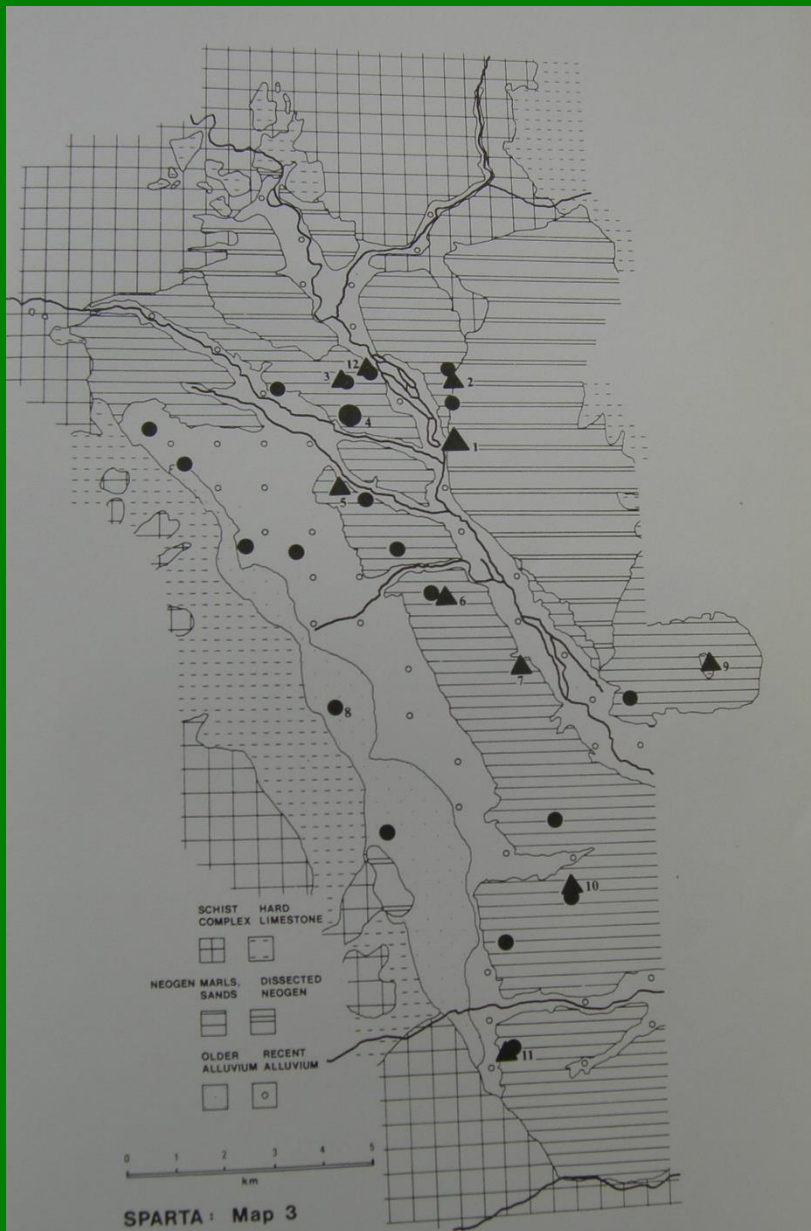 12
3
2
4
1
5
6
9
7
8
10
11
SCHIST HARD
COMPLEX LIMESTONE
NEOGEN MARLS, DISSECTED
SANDS NEOGEN
OLDER RECENT
ALLUVIUM ALLUVIUM
0 1 2 3 4 5
km
SPARTA: Map 3